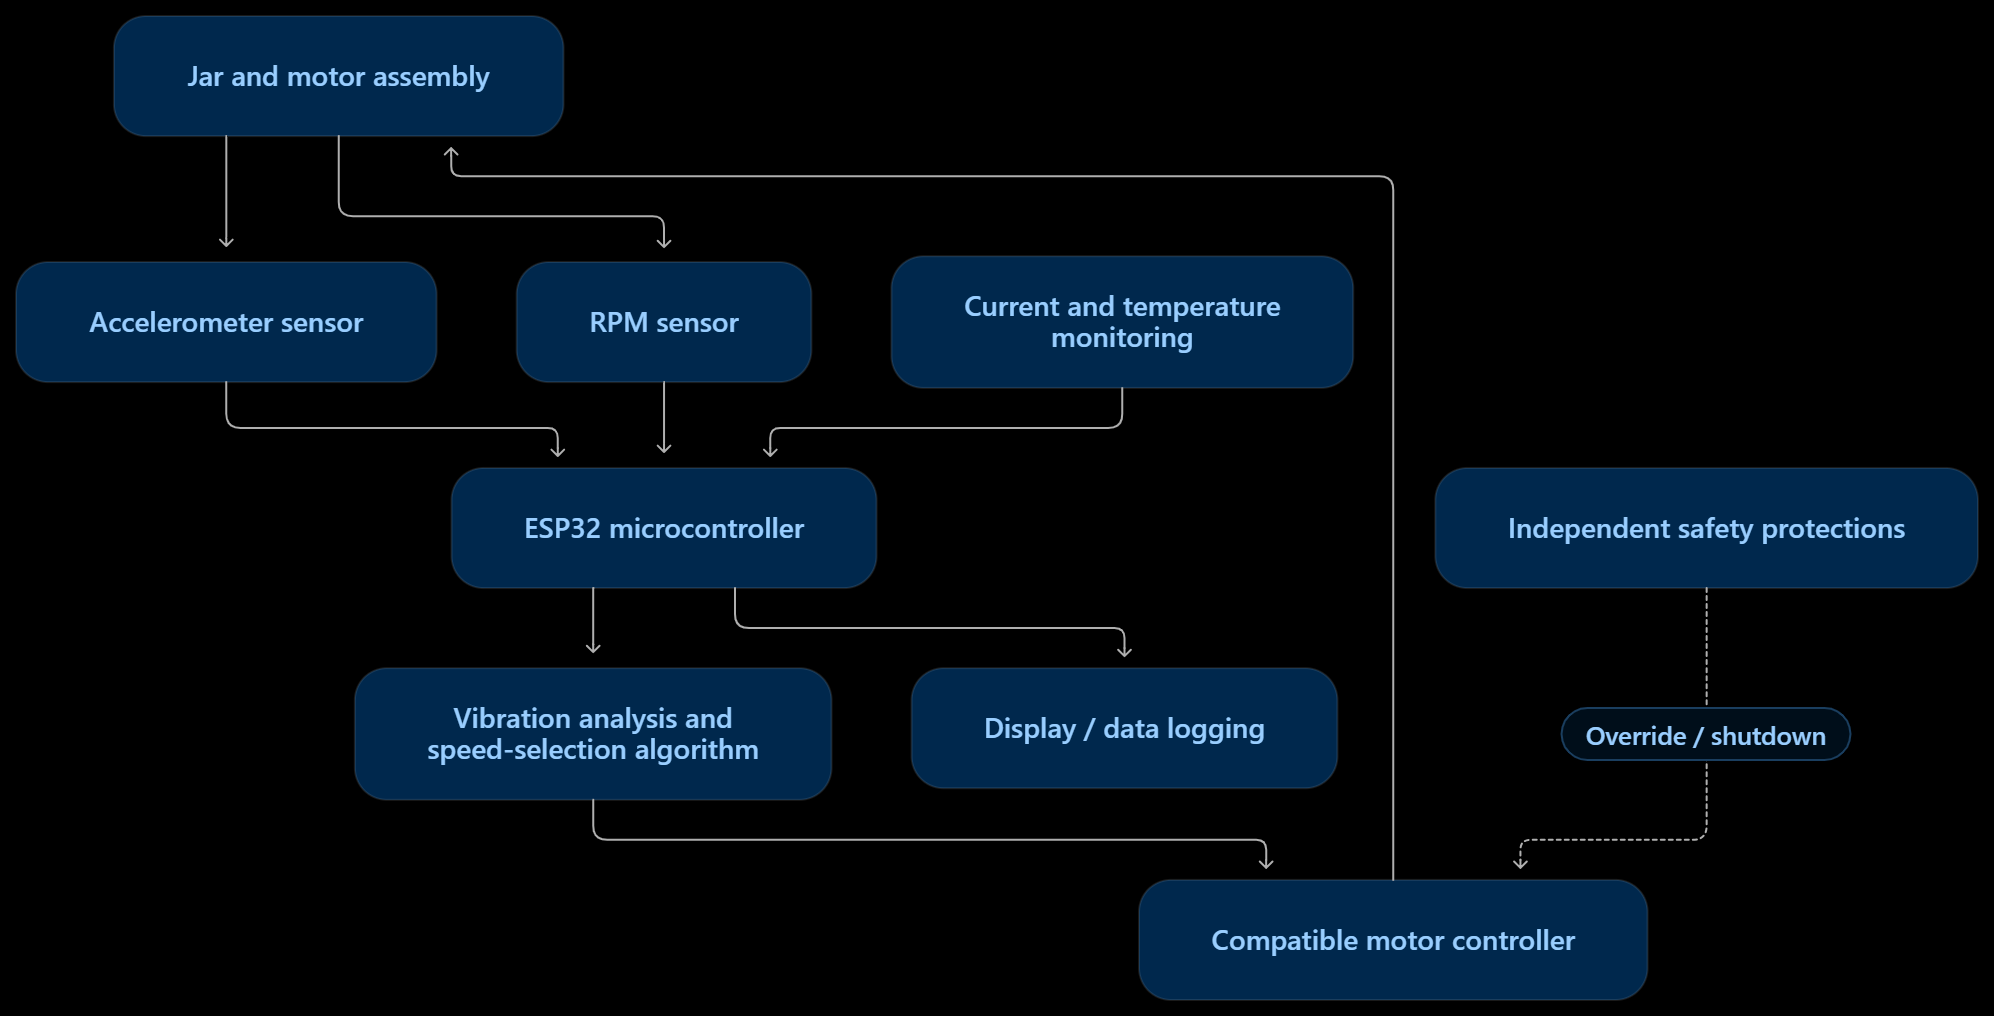 Jar and motor assembly
Accelerometer sensor
RPM sensor
Current and temperature
monitoring
ESP32 microcontroller
Independent safety protections
Vibration analysis and
speed-selection algorithm
Display / data logging
Override / shutdown
Compatible motor controller